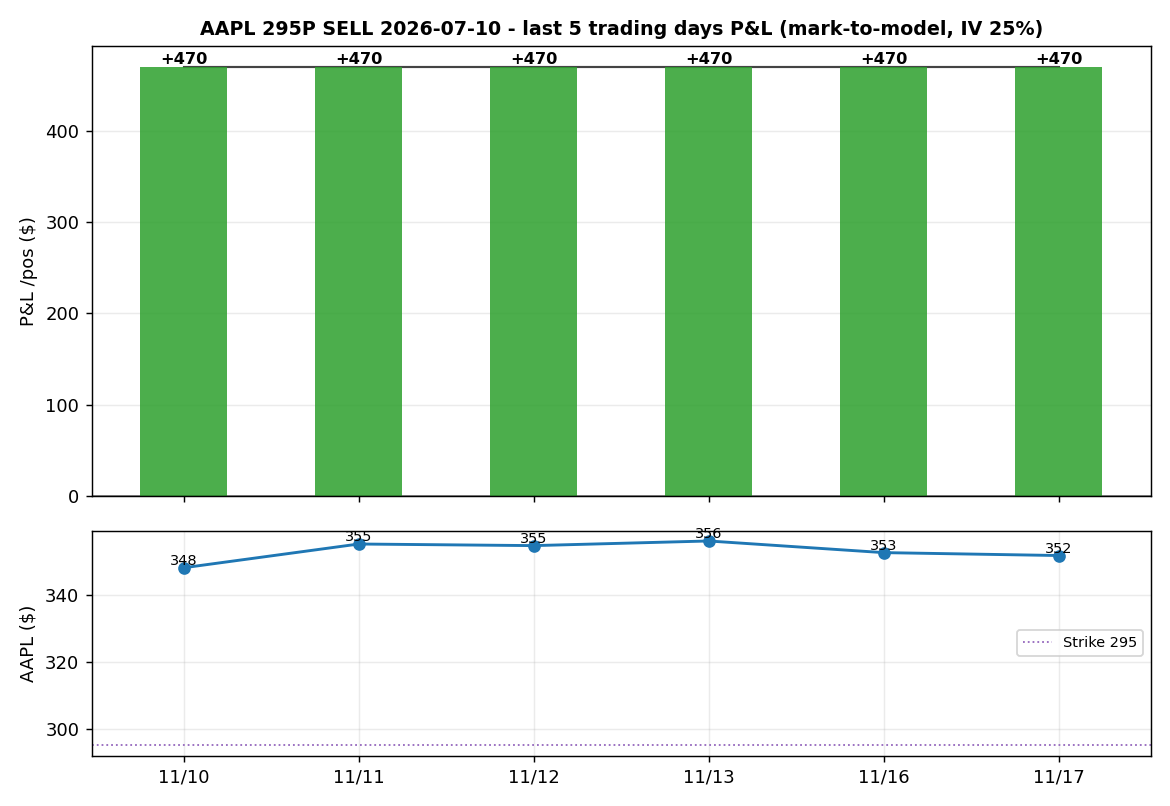 AAPL 295P SELL 2026-07-10 - last 5 trading days P&L (mark-to-model, IV 25%)
+470 +470 +470 +470 +470 +470
P&L /pos ($)
400
300
200
100
0
348 355 355 356 353 352
AAPL ($)
340
320
300
Strike 295
11/10 11/11 11/12 11/13 11/16 11/17